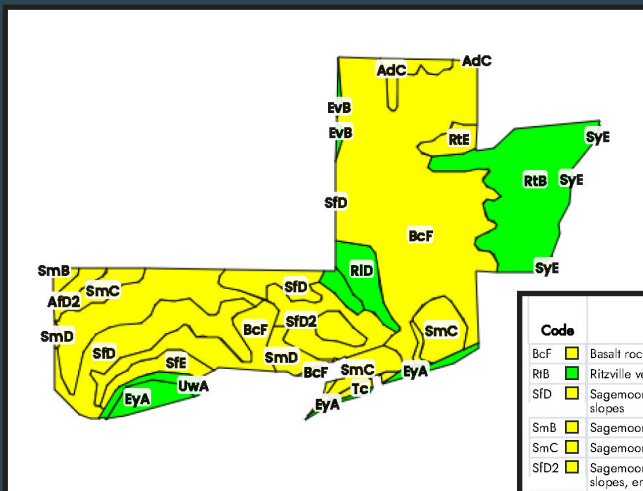 AdC
AdC
EvB
EvB
RtE
SyE
RtB
SyE
SfD
BcF
SyE
SmB
RlD
SmC
AfD2
SfD
SmD
SfD2
BcF
SmC
SfD
SfE
SmD
BcF
SmC
EyA
UwA
Tc
EyA
EyA
Code
BcF Basalt roc
RtB Ritzville ve
SfD Sagemoor
slopes
SmB Sagemoor
SmC Sagemoor
SfD2 Sagemoor
slopes, er